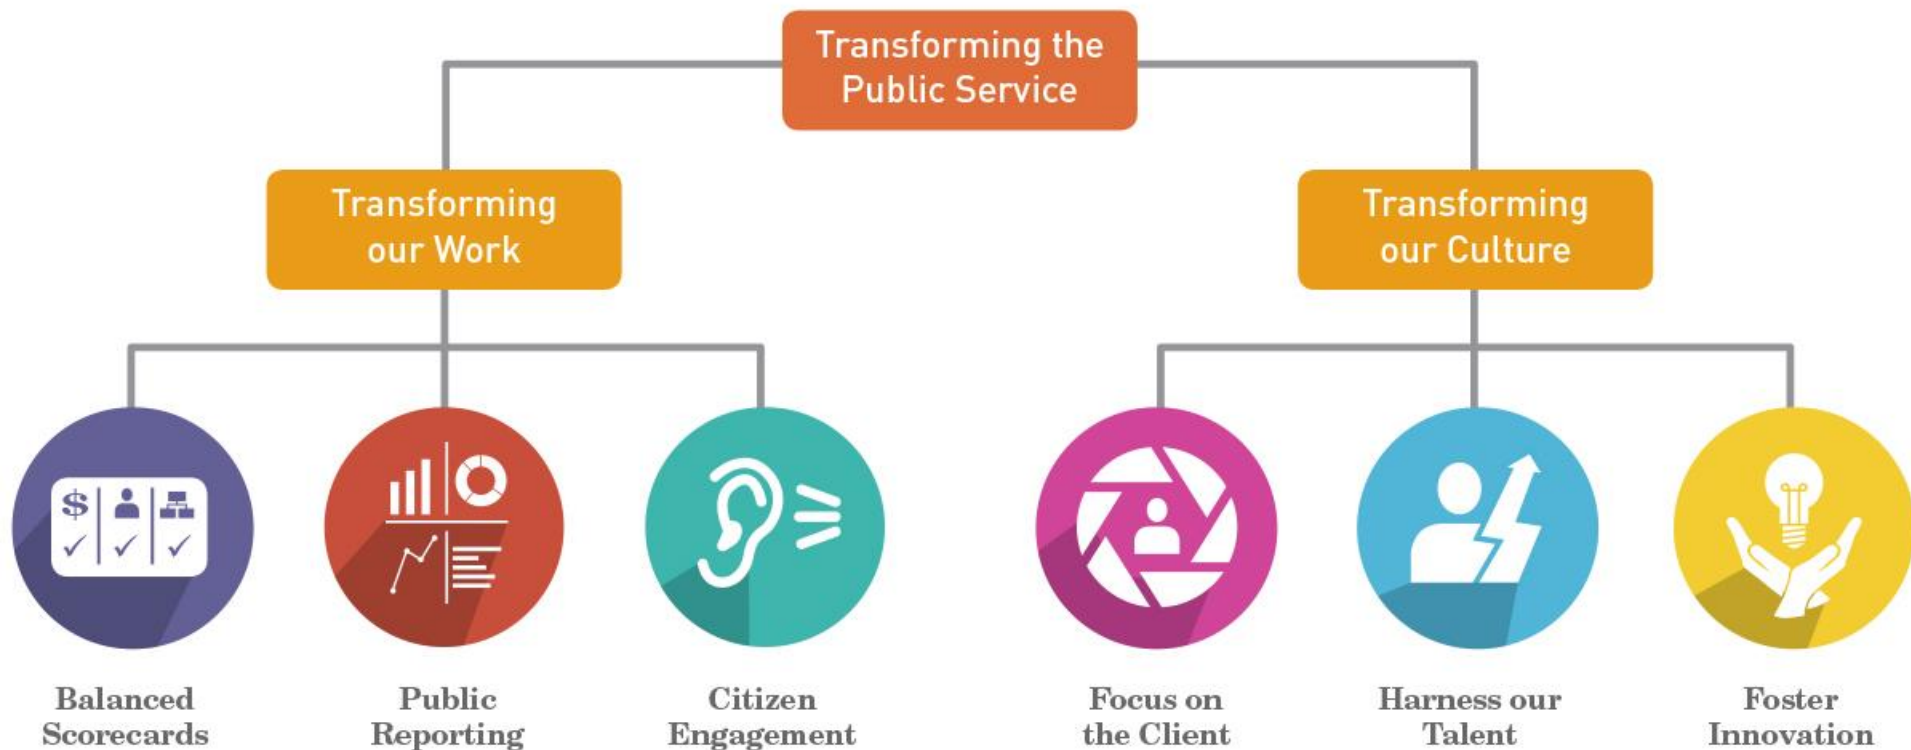 Transforming the
Public Service
Transforming
our Work
Transforming
our Culture
$
Balanced
Scorecards
Public
Reporting
Citizen
Engagement
Focus on
the Client
Harness our
Talent
Foster
Innovation